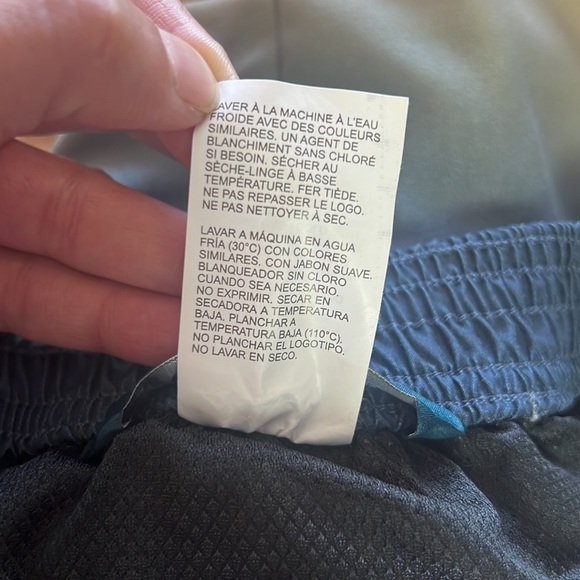 LAVER À LA MACHINE À L'EAU
FROIDE AVEC DES COULEURS
SIMILAIRES. UN AGENT DE
BLANCHIMENT SANS CHLORÉ
SI BESOIN. SÉCHER AU
SÈCHE-LINGE À BASSE
TEMPÉRATURE. FER TIÈDE.
NE PAS REPASSER LE LOGO.
NE PAS NETTOYER À SEC.
LAVAR A MÁQUINA EN AGUA
FRÍA (30°C) CON COLORES
SIMILARES. CON JABON SUAVE.
BLANQUEADOR SIN CLORO
CUANDO SEA NECESARIO.
NO EXPRIMIR. SECAR EN
SECADORA A TEMPERATURA
BAJA. PLANCHAR A
TEMPERATURA BAJA (110°C).
NO PLANCHAR EL LOGOTIPO.
NO LAVAR EN SECO.